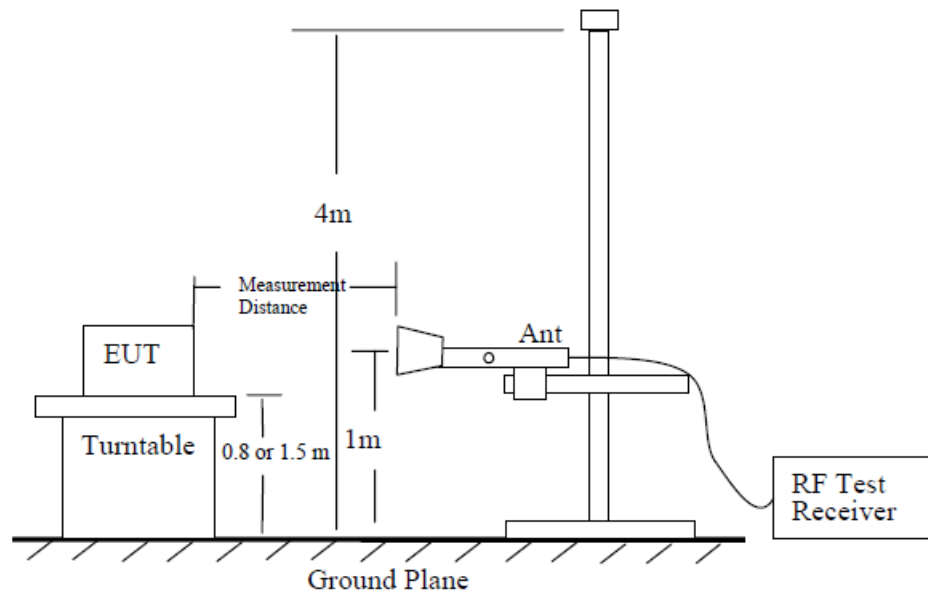 4m
Measurement
Distance
Ant
EUT
Turntable
0.8 or 1.5 m
1m
RF Test
Receiver
Ground Plane